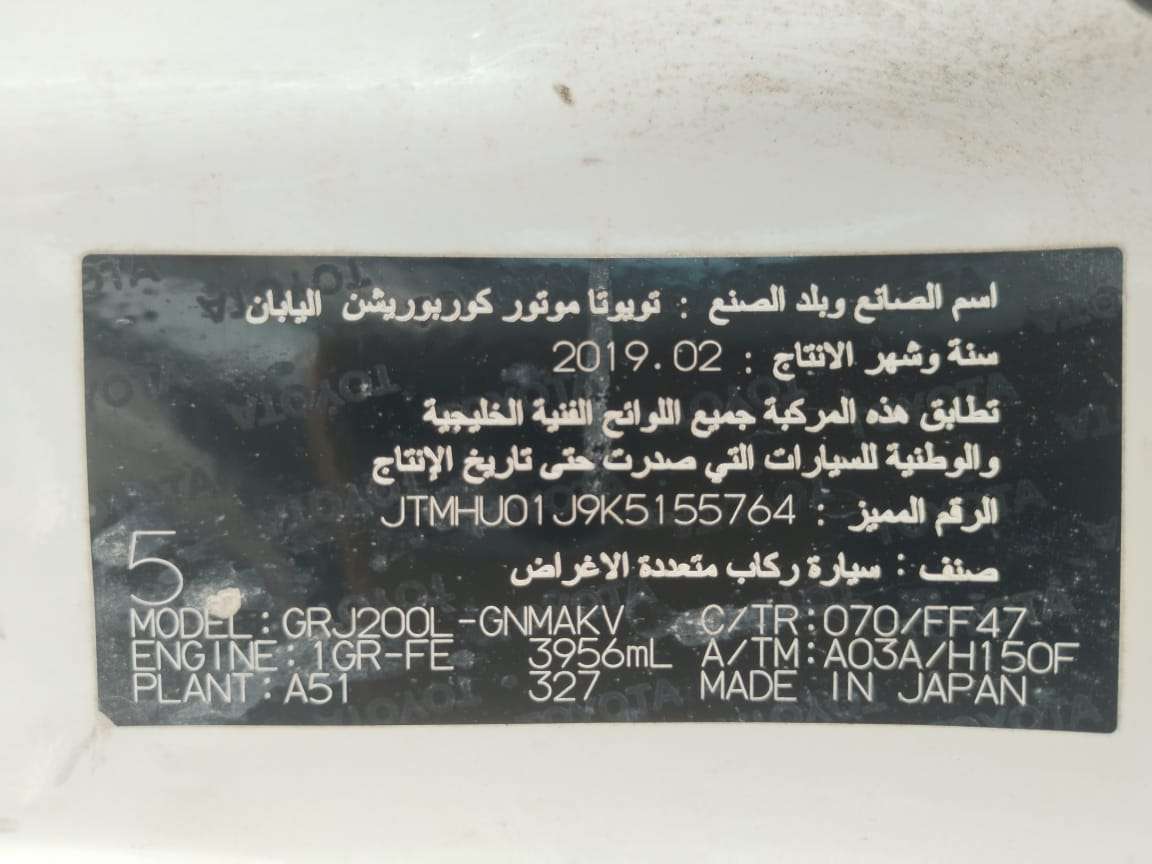 اسم الصانع وبلد الصنع : تويوتا موتور كوربوريشن اليابان
سنة وشهر الانتاج : 2019.02
تطابق هذه المركبة جميع اللوائح الفنية الخليجية
والوطنية للسيارات التي صدرت حتى تاريخ الإنتاج
الرقم المميز : JTMHU01J9K5155764
صنف : سيارة ركاب متعددة الاغراض
5
MODEL:GRJ200L-GNMAKV C/TR:070/FF47
ENGINE:1GR-FE 3956mL A/TM:A03A/H150F
PLANT:A51 327 MADE IN JAPAN